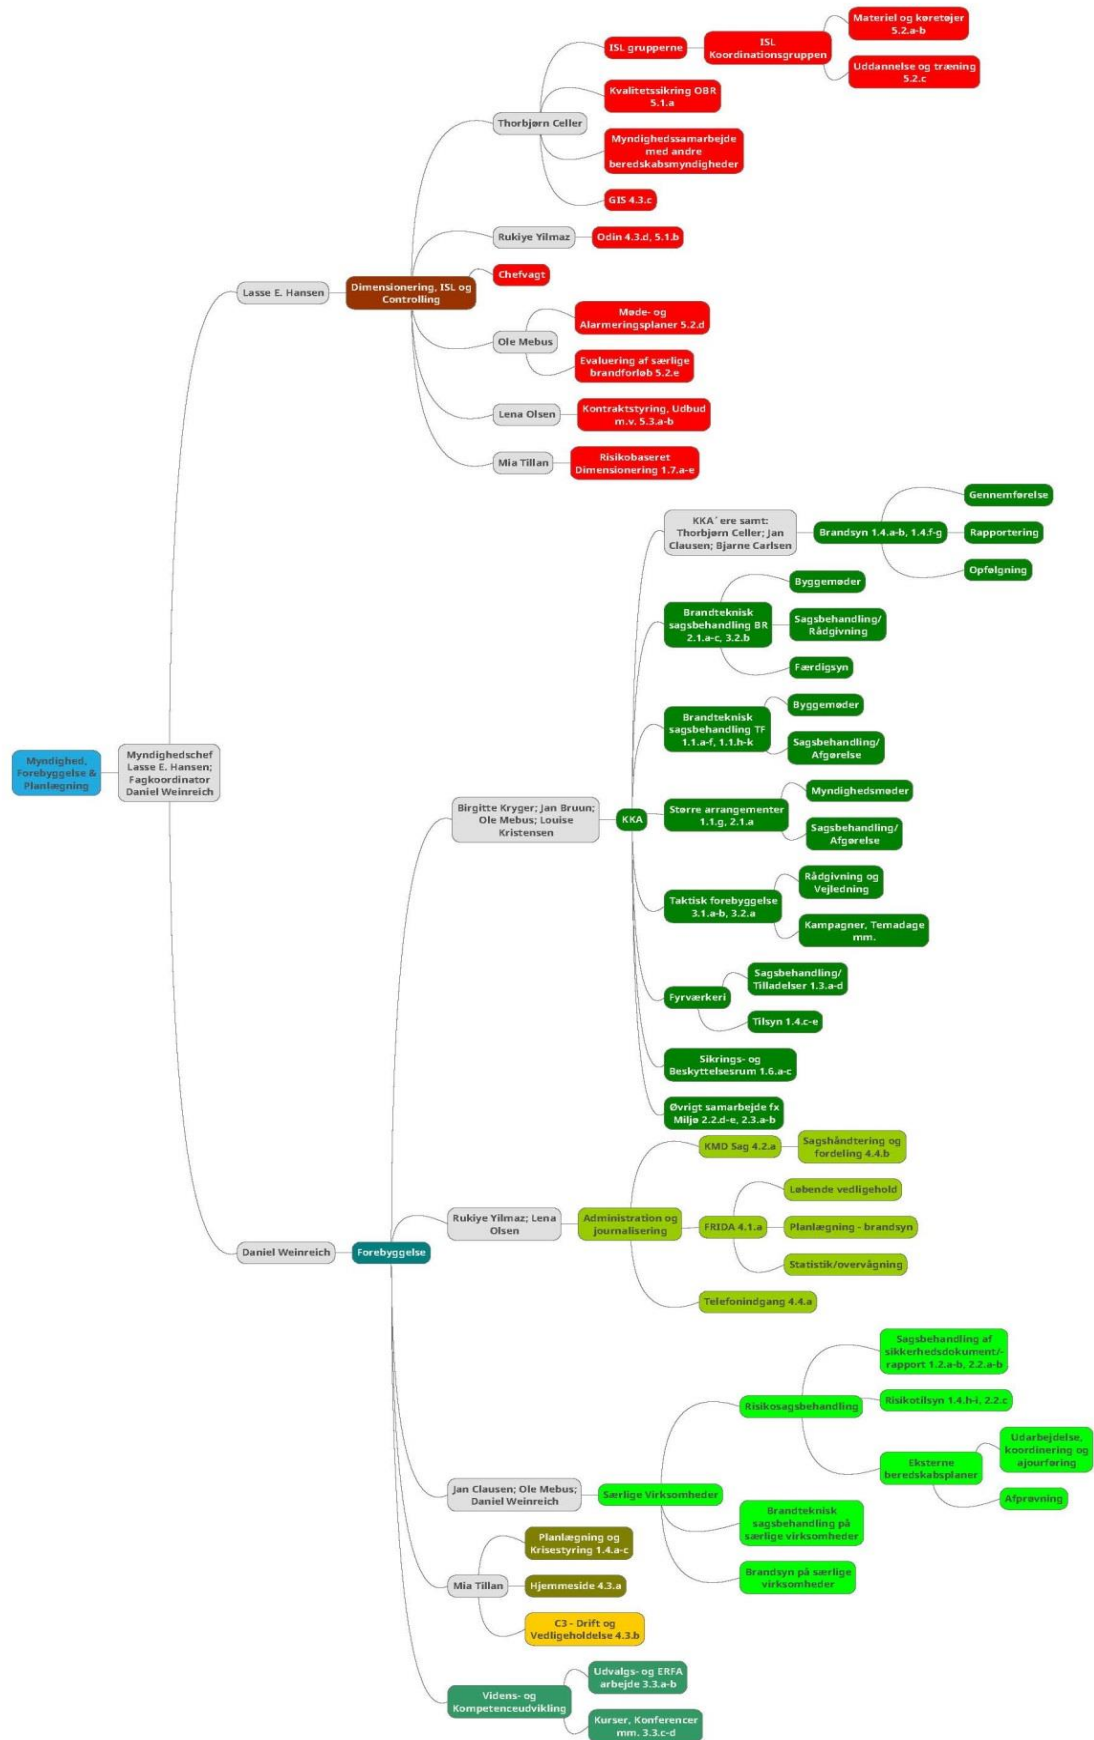 Myndighed,
Forebyggelse &
Planlægning
Myndighedschef
Lasse E. Hansen;
Fagkoordinator
Daniel Weinreich
Lasse E. Hansen
Dimensionering, ISL og
Controlling
Thorbjørn Celler
ISL grupperne
ISL
Koordinationsgruppen
Materiel og køretøjer
5.2.a-b
Uddannelse og træning
5.2.c
Kvalitetssikring OBR
5.1.a
Myndighedssamarbejde
med andre
beredskabsmyndigheder
GIS 4.3.c
Rukiye Yilmaz
Odin 4.3.d, 5.1.b
Chefvagt
Ole Mebus
Møde- og
Alarmeringsplaner 5.2.d
Evaluering af særlige
brandforløb 5.2.e
Lena Olsen
Kontraktstyring, Udbud
m.v. 5.3.a-b
Mia Tillan
Risikobaseret
Dimensionering 1.7.a-e
Daniel Weinreich
Forebyggelse
Birgitte Kryger; Jan Bruun;
Ole Mebus; Louise
Kristensen
KKA
KKA´ere samt:
Thorbjørn Celler; Jan
Clausen; Bjarne Carlsen
Brandsyn 1.4.a-b, 1.4.f-g
Gennemførelse
Rapportering
Opfølgning
Brandteknisk
sagsbehandling BR
2.1.a-c, 3.2.b
Byggemøder
Sagsbehandling/
Rådgivning
Færdigsyn
Brandteknisk
sagsbehandling TF
1.1.a-f, 1.1.h-k
Byggemøder
Sagsbehandling/
Afgørelse
Større arrangementer
1.1.g, 2.1.a
Myndighedsmøder
Sagsbehandling/
Afgørelse
Taktisk forebyggelse
3.1.a-b, 3.2.a
Rådgivning og
Vejledning
Kampagner, Temadage
mm.
Fyrværkeri
Sagsbehandling/
Tilladelser 1.3.a-d
Tilsyn 1.4.c-e
Sikrings- og
Beskyttelsesrum 1.6.a-c
Øvrigt samarbejde fx
Miljø 2.2.d-e, 2.3.a-b
Rukiye Yilmaz; Lena
Olsen
Administration og
journalisering
KMD Sag 4.2.a
Sagshåndtering og
fordeling 4.4.b
FRIDA 4.1.a
Løbende vedligehold
Planlægning - brandsyn
Statistik/overvågning
Telefonindgang 4.4.a
Jan Clausen; Ole Mebus;
Daniel Weinreich
Særlige Virksomheder
Risikosagsbehandling
Sagsbehandling af
sikkerhedsdokument/-
rapport 1.2.a-b, 2.2.a-b
Risikotilsyn 1.4.h-i, 2.2.c
Eksterne
beredskabsplaner
Udarbejdelse,
koordinering og
ajourføring
Afprøvning
Brandteknisk
sagsbehandling på
særlige virksomheder
Brandsyn på særlige
virksomheder
Mia Tillan
Planlægning og
Krisestyring 1.4.a-c
Hjemmeside 4.3.a
C3 - Drift og
Vedligeholdelse 4.3.b
Videns- og
Kompetenceudvikling
Udvalgs- og ERFA
arbejde 3.3.a-b
Kurser, Konferencer
mm. 3.3.c-d